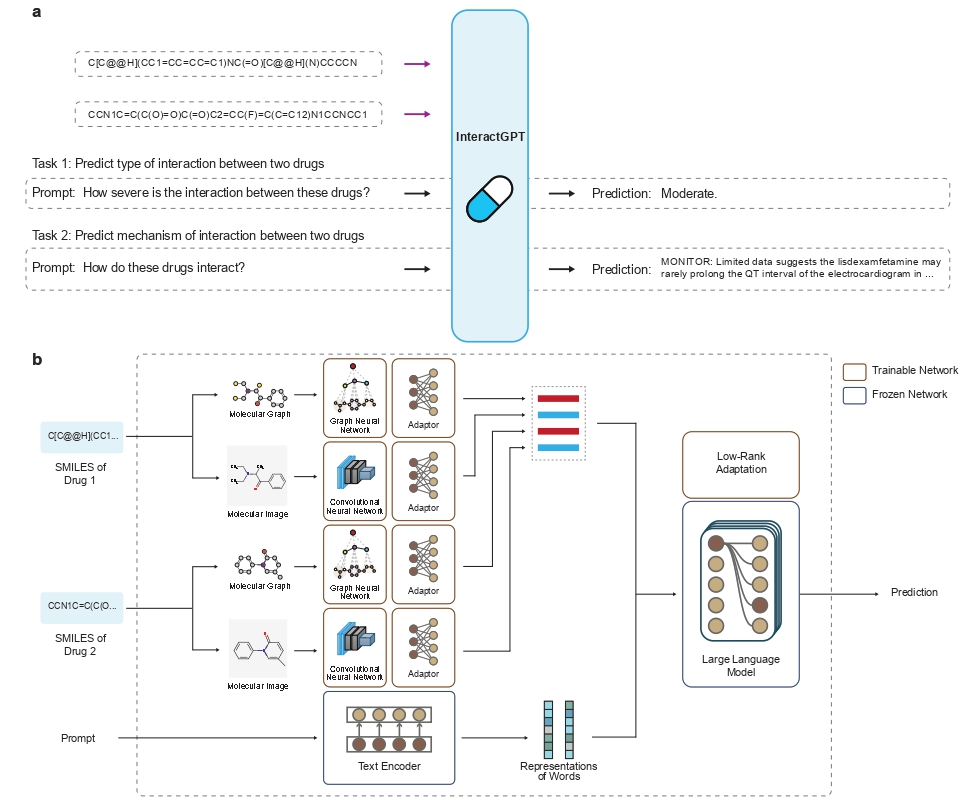 a
C[C@@H](CC1=CC=CC=C1)NC(=O)[C@@H](N)CCCCN
CCN1C=C(C(O)=O)C(=O)C2=CC(F)=C(C=C12)N1CCNCC1
InteractGPT
Task 1: Predict type of interaction between two drugs
Prompt: How severe is the interaction between these drugs?
Prediction: Moderate.
Task 2: Predict mechanism of interaction between two drugs
Prompt: How do these drugs interact?
Prediction: MONITOR: Limited data suggests the lisdexamfetamine may
rarely prolong the QT interval of the electrocardiogram in ...
b
Trainable Network
Frozen Network
C[C@@H](CC1...
SMILES of
Drug 1
Molecular Graph
Graph Neural
Network
Adaptor
Molecular Image
Convolutional
Neural Network
Adaptor
CCN1C=C(C(O...
SMILES of
Drug 2
Molecular Graph
Graph Neural
Network
Adaptor
Molecular Image
Convolutional
Neural Network
Adaptor
Low-Rank
Adaptation
Large Language
Model
Prediction
Prompt
Text Encoder
Representations
of Words